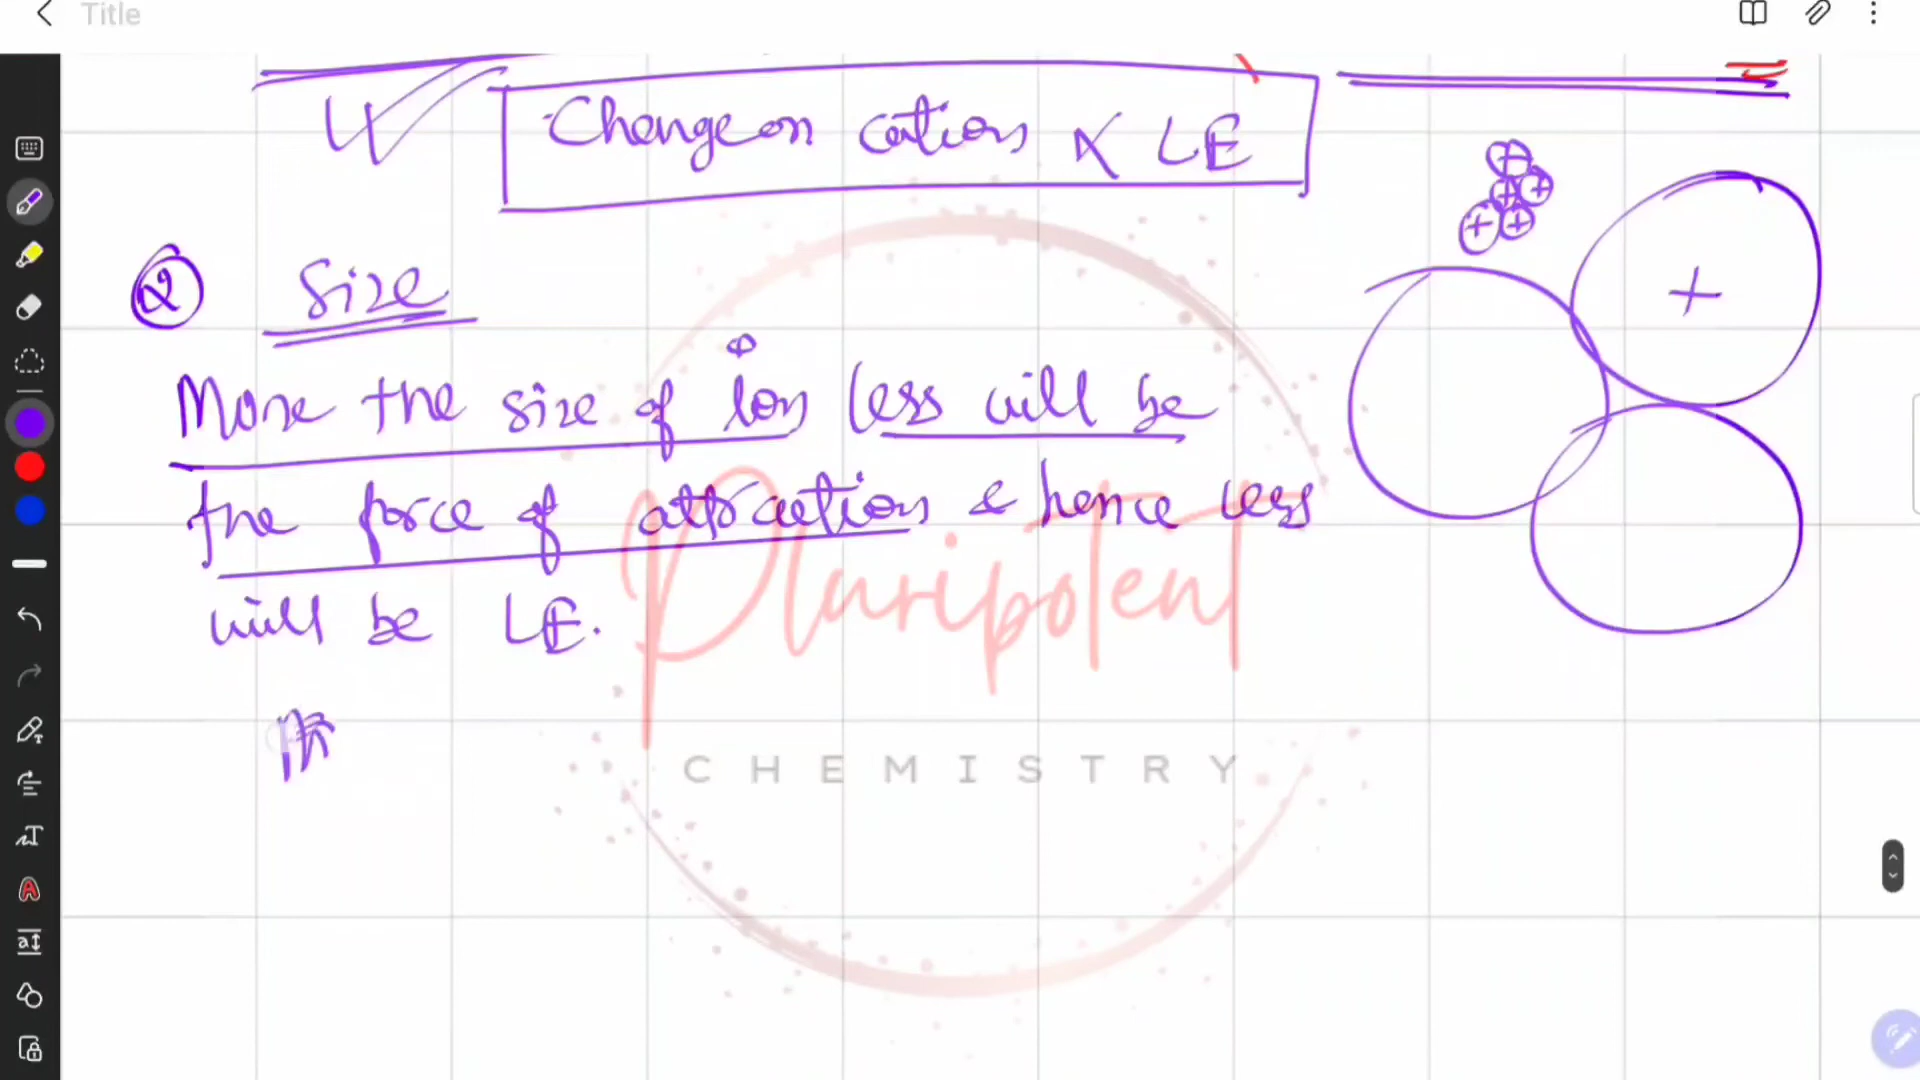 Title
Charge on cation ∝ LE
② Size
More the size of ion less will be
the force of attraction & hence less
will be LE.
Pluripotent
CHEMISTRY